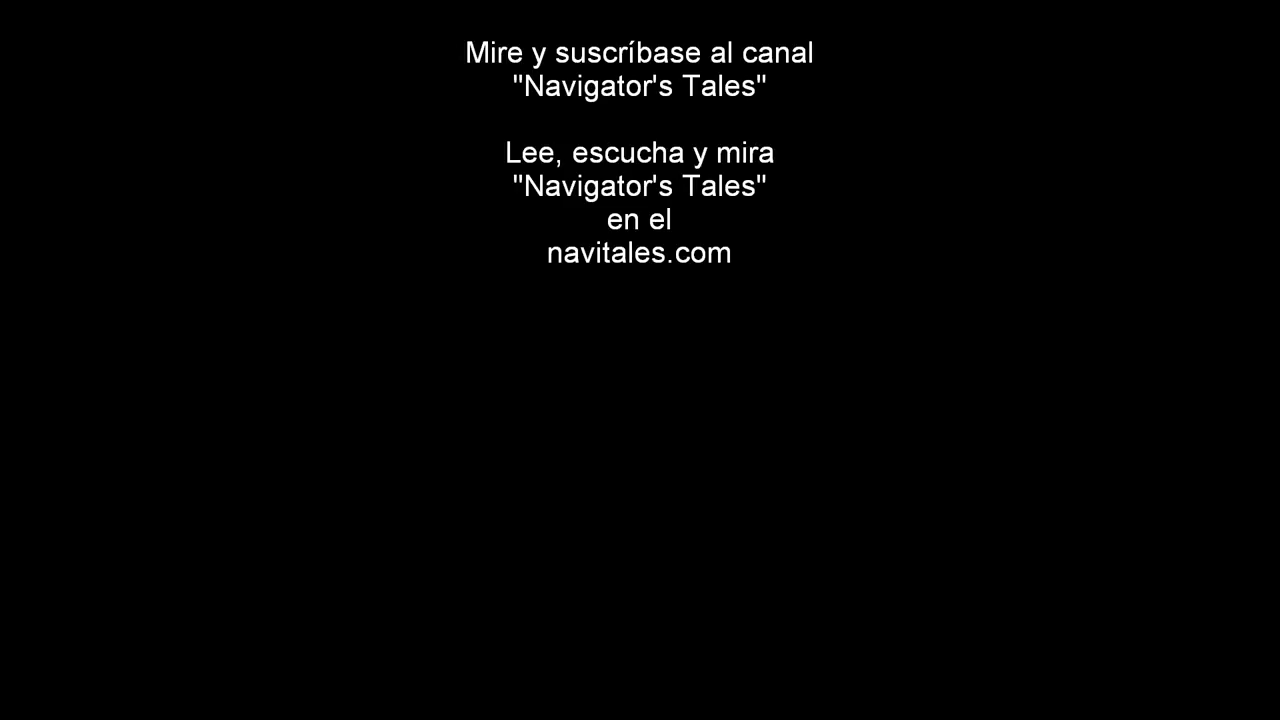 Mire y suscríbase al canal
"Navigator's Tales"
Lee, escucha y mira
"Navigator's Tales"
en el
navitales.com